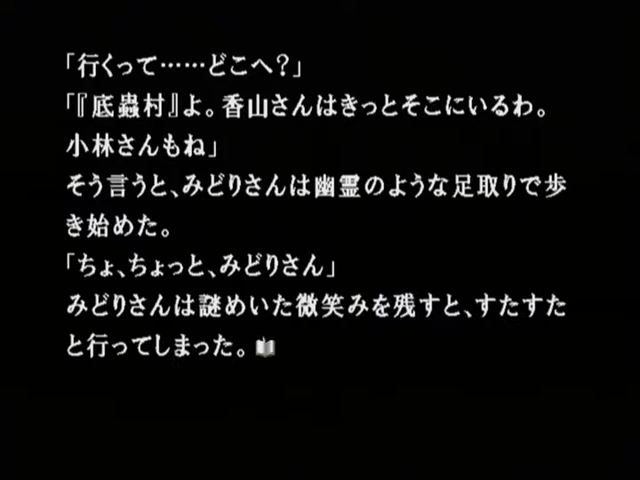 「行くって……どこへ？」
「『底蟲村』よ。香山さんはきっとそこにいるわ。
小林さんもね」
そう言うと、みどりさんは幽霊のような足取りで歩
き始めた。
「ちょ、ちょっと、みどりさん」
みどりさんは謎めいた微笑みを残すと、すたすた
と行ってしまった。